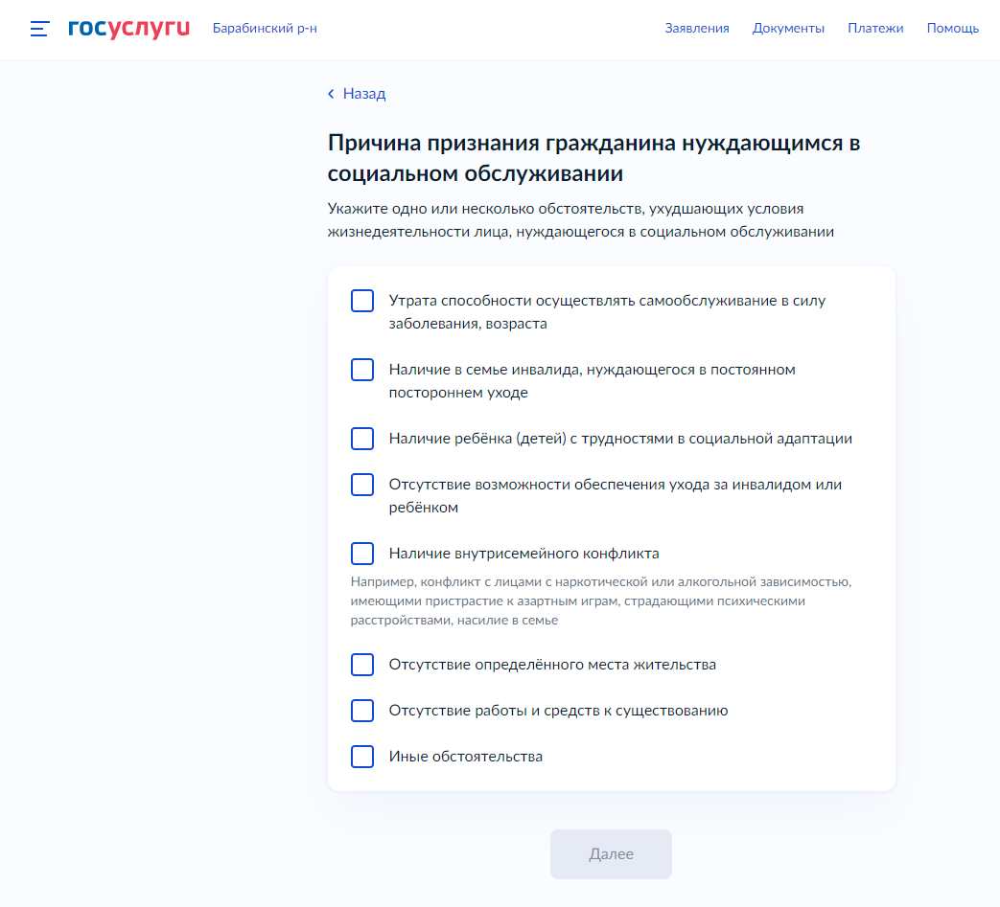 госуслуги Барабинский р-н Заявления Документы Платежи Помощь
Назад
Причина признания гражданина нуждающимся в
социальном обслуживании
Укажите одно или несколько обстоятельств, ухудшающих условия
жизнедеятельности лица, нуждающегося в социальном обслуживании
Утрата способности осуществлять самообслуживание в силу
заболевания, возраста
Наличие в семье инвалида, нуждающегося в постоянном
постороннем уходе
Наличие ребёнка (детей) с трудностями в социальной адаптации
Отсутствие возможности обеспечения ухода за инвалидом или
ребёнком
Наличие внутрисемейного конфликта
Например, конфликт с лицами с наркотической или алкогольной зависимостью,
имеющими пристрастие к азартным играм, страдающими психическими
расстройствами, насилие в семье
Отсутствие определённого места жительства
Отсутствие работы и средств к существованию
Иные обстоятельства
Далее